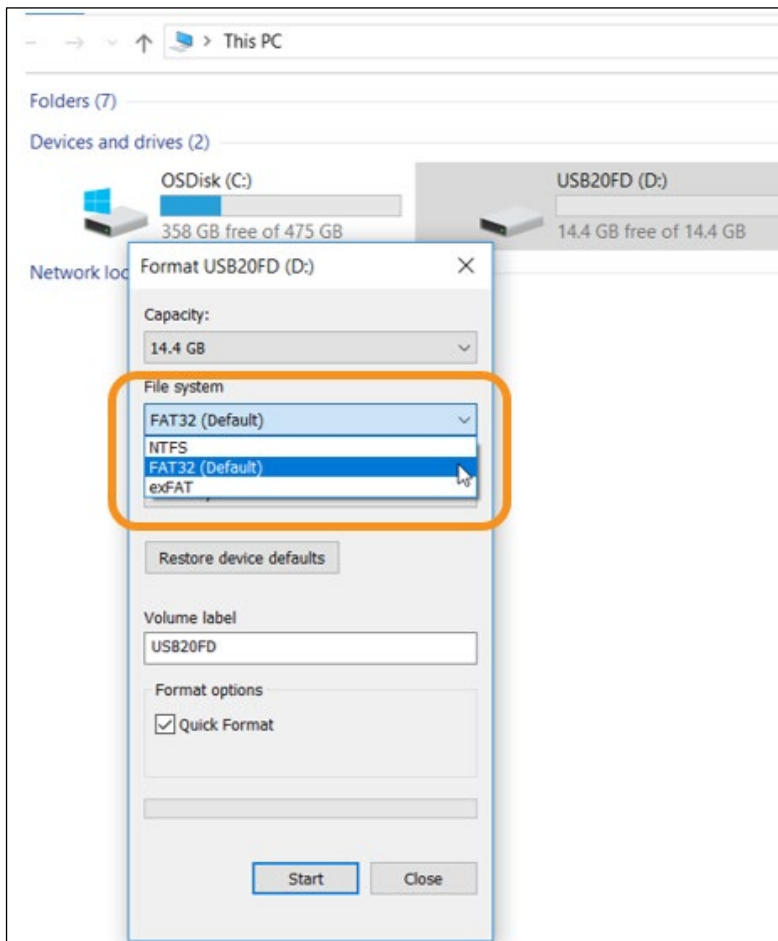 This PC
Folders (7)
Devices and drives (2)
OSDisk (C:)
358 GB free of 475 GB
USB20FD (D:)
14.4 GB free of 14.4 GB
Network loc
Format USB20FD (D:)
Capacity:
14.4 GB
File system
FAT32 (Default)
NTFS
FAT32 (Default)
exFAT
Restore device defaults
Volume label
USB20FD
Format options
Quick Format
Start
Close